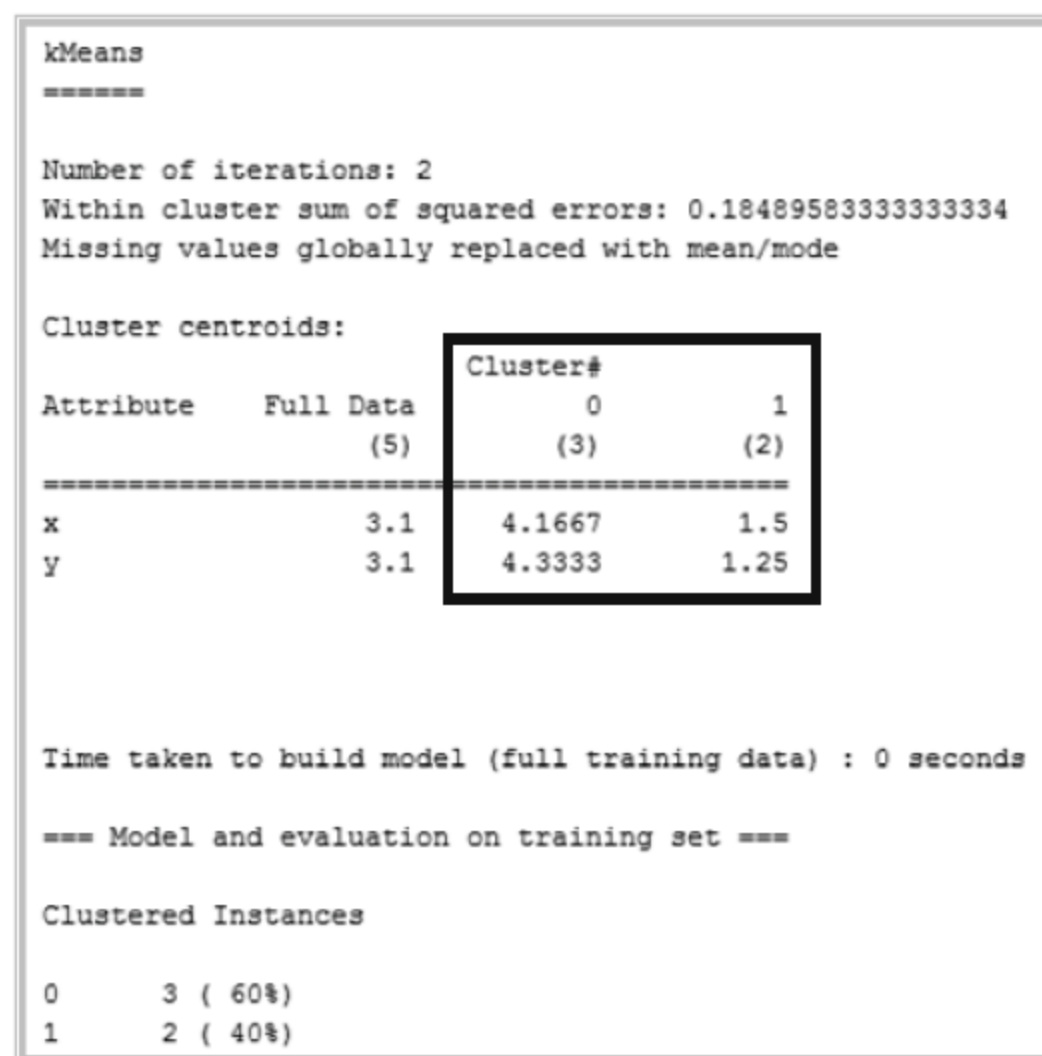 kMeans
======
Number of iterations: 2
Within cluster sum of squared errors: 0.18489583333333334
Missing values globally replaced with mean/mode
Cluster centroids:
Cluster#
Attribute    Full Data          0          1
(5)        (3)        (2)
============================================
x                  3.1     4.1667        1.5
y                  3.1     4.3333       1.25
Time taken to build model (full training data) : 0 seconds
=== Model and evaluation on training set ===
Clustered Instances
0      3 ( 60%)
1      2 ( 40%)